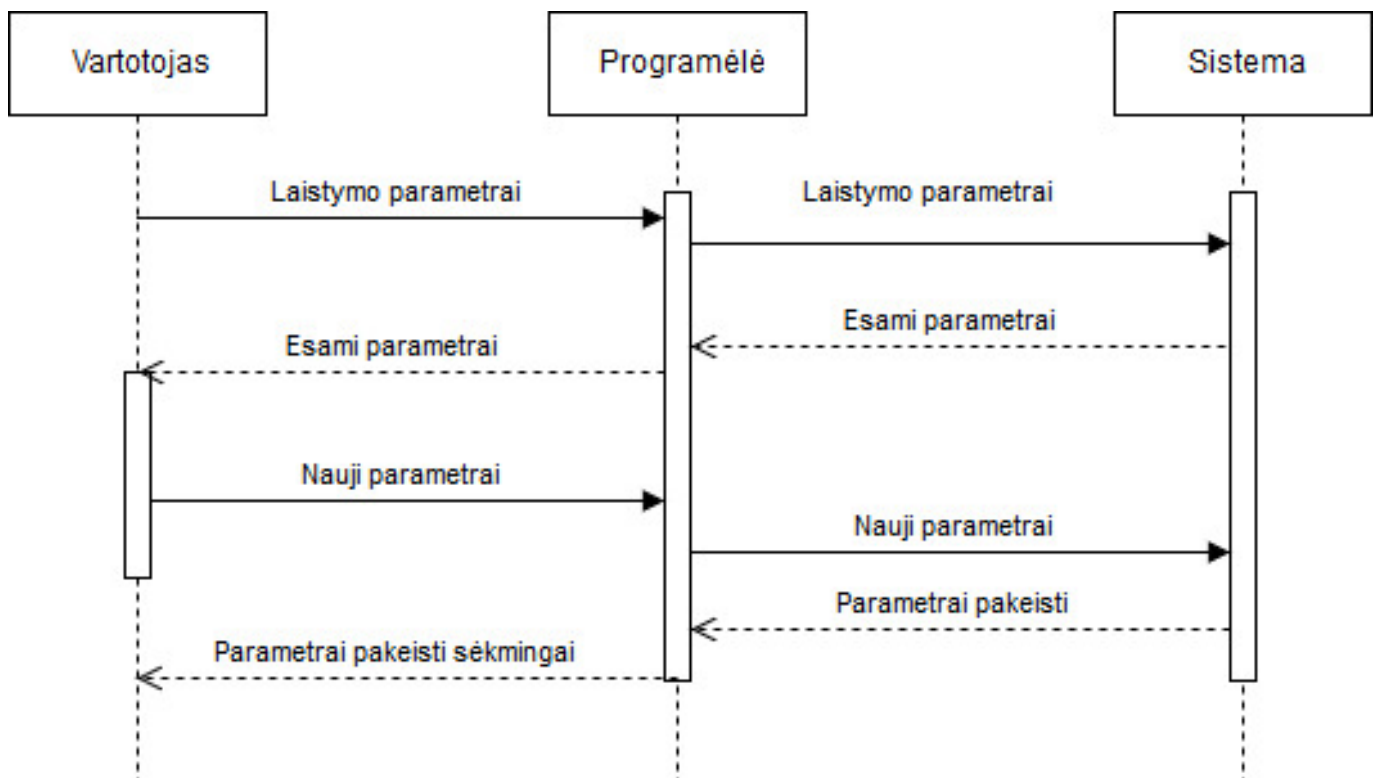 Vartotojas
Programėlė
Sistema
Laistymo parametrai
Laistymo parametrai
Esami parametrai
Esami parametrai
Nauji parametrai
Nauji parametrai
Parametrai pakeisti
Parametrai pakeisti sėkmingai